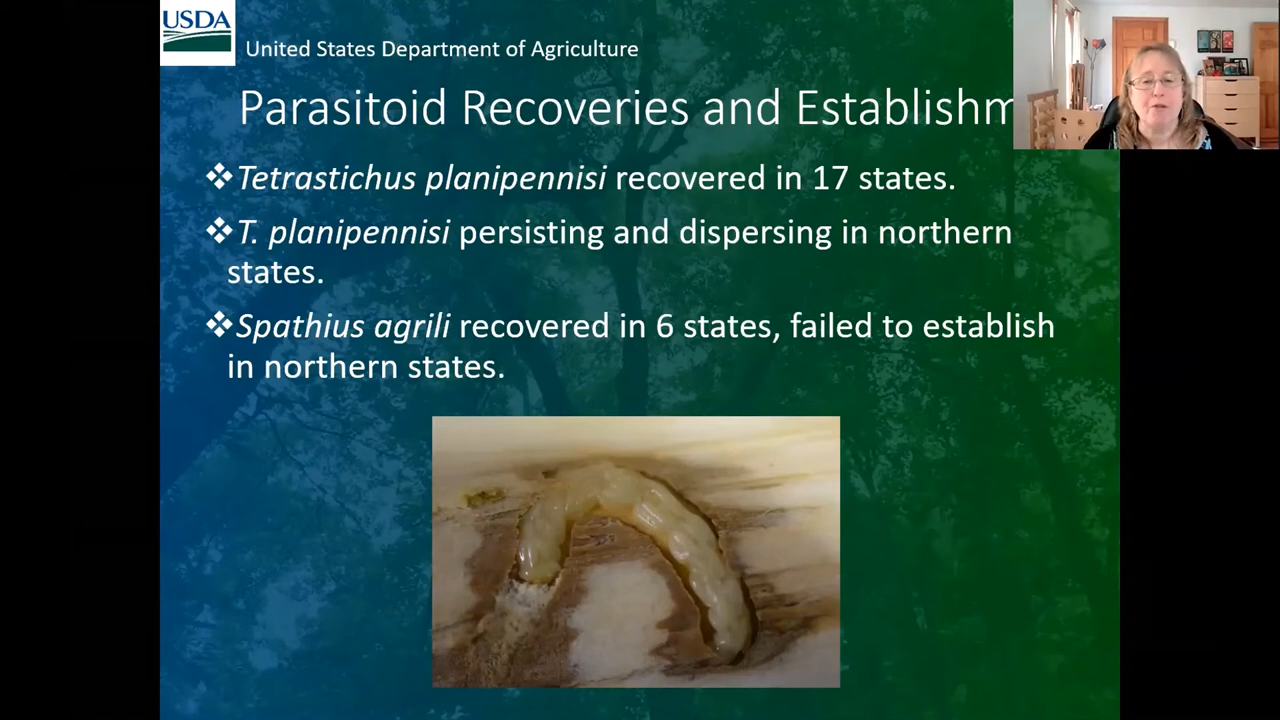 USDA
United States Department of Agriculture
Parasitoid Recoveries and Establishm
❖Tetrastichus planipennisi recovered in 17 states.
❖T. planipennisi persisting and dispersing in northern
states.
❖Spathius agrili recovered in 6 states, failed to establish
in northern states.